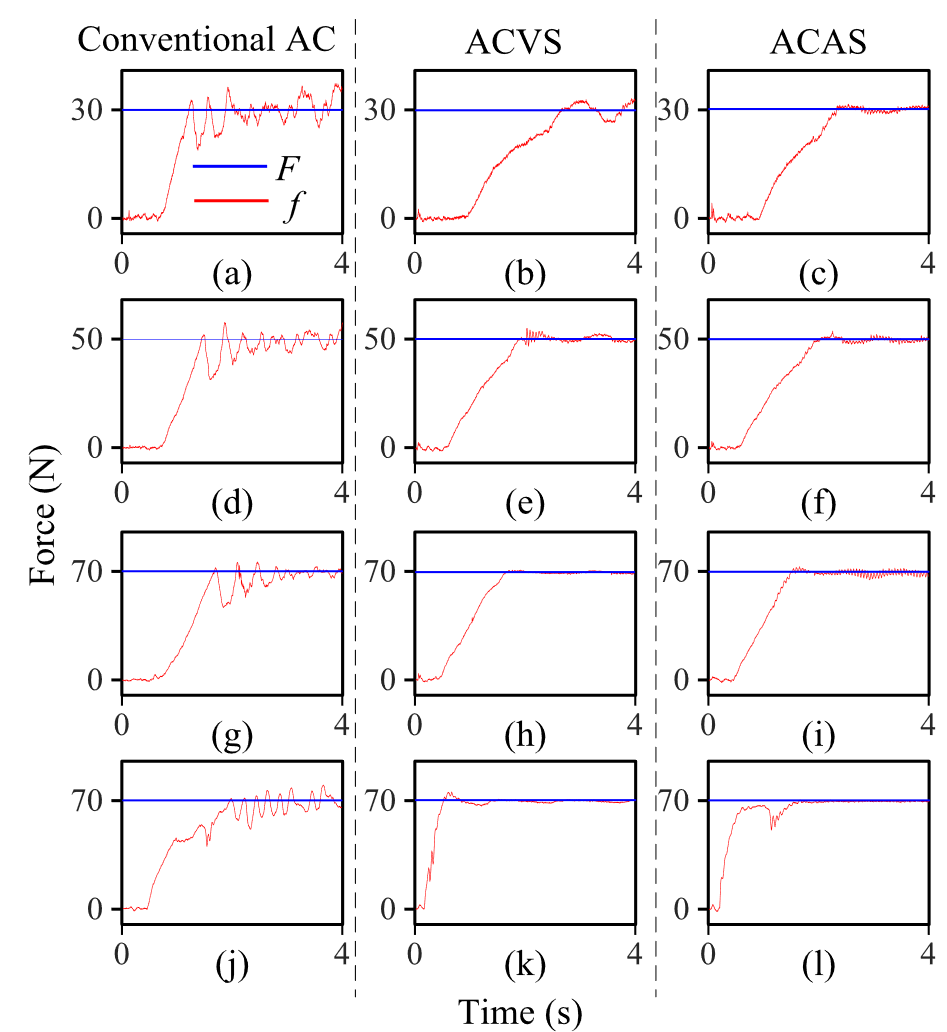 Conventional AC ACVS ACAS
30 30 30
F
f
0 0 0
0 4 0 4 0 4
(a) (b) (c)
50 50 50
0 0 0
0 4 0 4 0 4
(d) (e) (f)
Force (N)
70 70 70
0 0 0
0 4 0 4 0 4
(g) (h) (i)
70 70 70
0 0 0
0 4 0 4 0 4
(j) (k) (l)
Time (s)